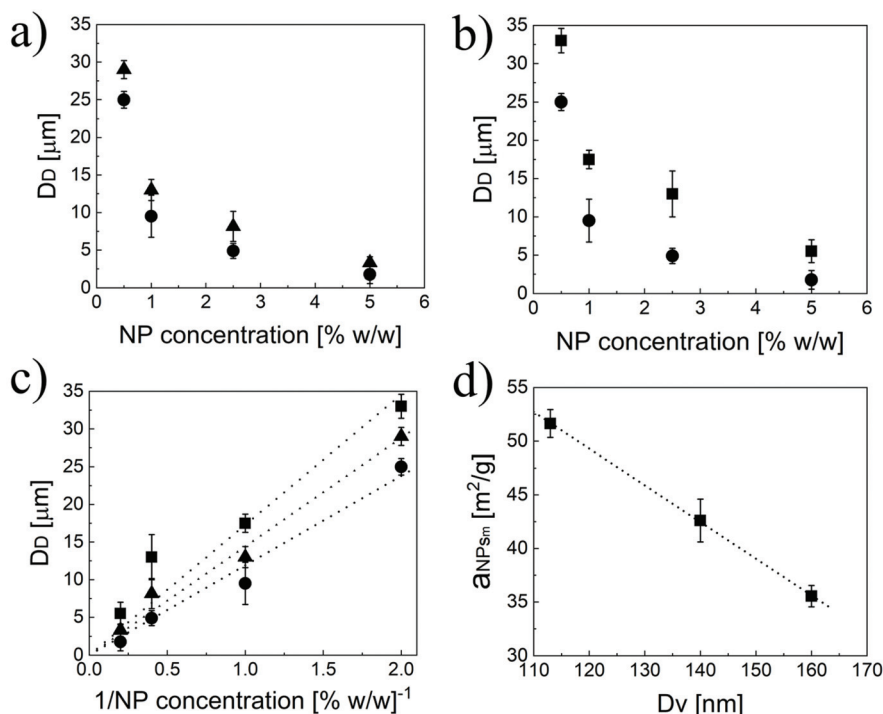 a)
35
30
25
20
15
10
5
0
DD [μm]
0 1 2 3 4 5 6
NP concentration [% w/w]
b)
35
30
25
20
15
10
5
0
DD [μm]
0 1 2 3 4 5 6
NP concentration [% w/w]
c)
35
30
25
20
15
10
5
0
DD [μm]
0.0 0.5 1.0 1.5 2.0
1/NP concentration [% w/w]-1
d)
55
50
45
40
35
30
aNPSm [m2/g]
110 120 130 140 150 160 170
Dv [nm]